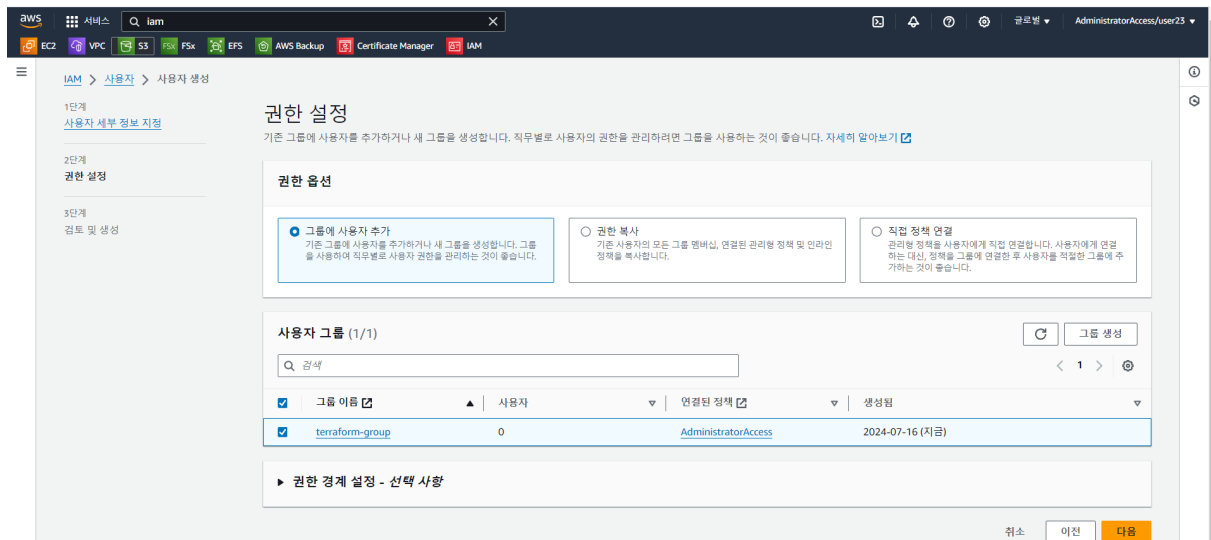 aws
서비스
iam
글로벌
AdministratorAccess/user23
EC2
VPC
S3
FSx
FSx
EFS
AWS Backup
Certificate Manager
IAM
IAM > 사용자 > 사용자 생성
1단계
사용자 세부 정보 지정
2단계
권한 설정
3단계
검토 및 생성
권한 설정
기존 그룹에 사용자를 추가하거나 새 그룹을 생성합니다. 직무별로 사용자의 권한을 관리하려면 그룹을 사용하는 것이 좋습니다. 자세히 알아보기
권한 옵션
그룹에 사용자 추가
기존 그룹에 사용자를 추가하거나 새 그룹을 생성합니다. 그룹
을 사용하여 직무별로 사용자 권한을 관리하는 것이 좋습니다.
권한 복사
기존 사용자의 모든 그룹 멤버십, 연결된 관리형 정책 및 인라인
정책을 복사합니다.
직접 정책 연결
관리형 정책을 사용자에게 직접 연결합니다. 사용자에게 연결
하는 대신, 정책을 그룹에 연결한 후 사용자를 적절한 그룹에 추
가하는 것이 좋습니다.
사용자 그룹 (1/1)
그룹 생성
검색
1
그룹 이름
사용자
연결된 정책
생성됨
terraform-group
0
AdministratorAccess
2024-07-16 (지금)
권한 경계 설정 - 선택 사항
취소
이전
다음